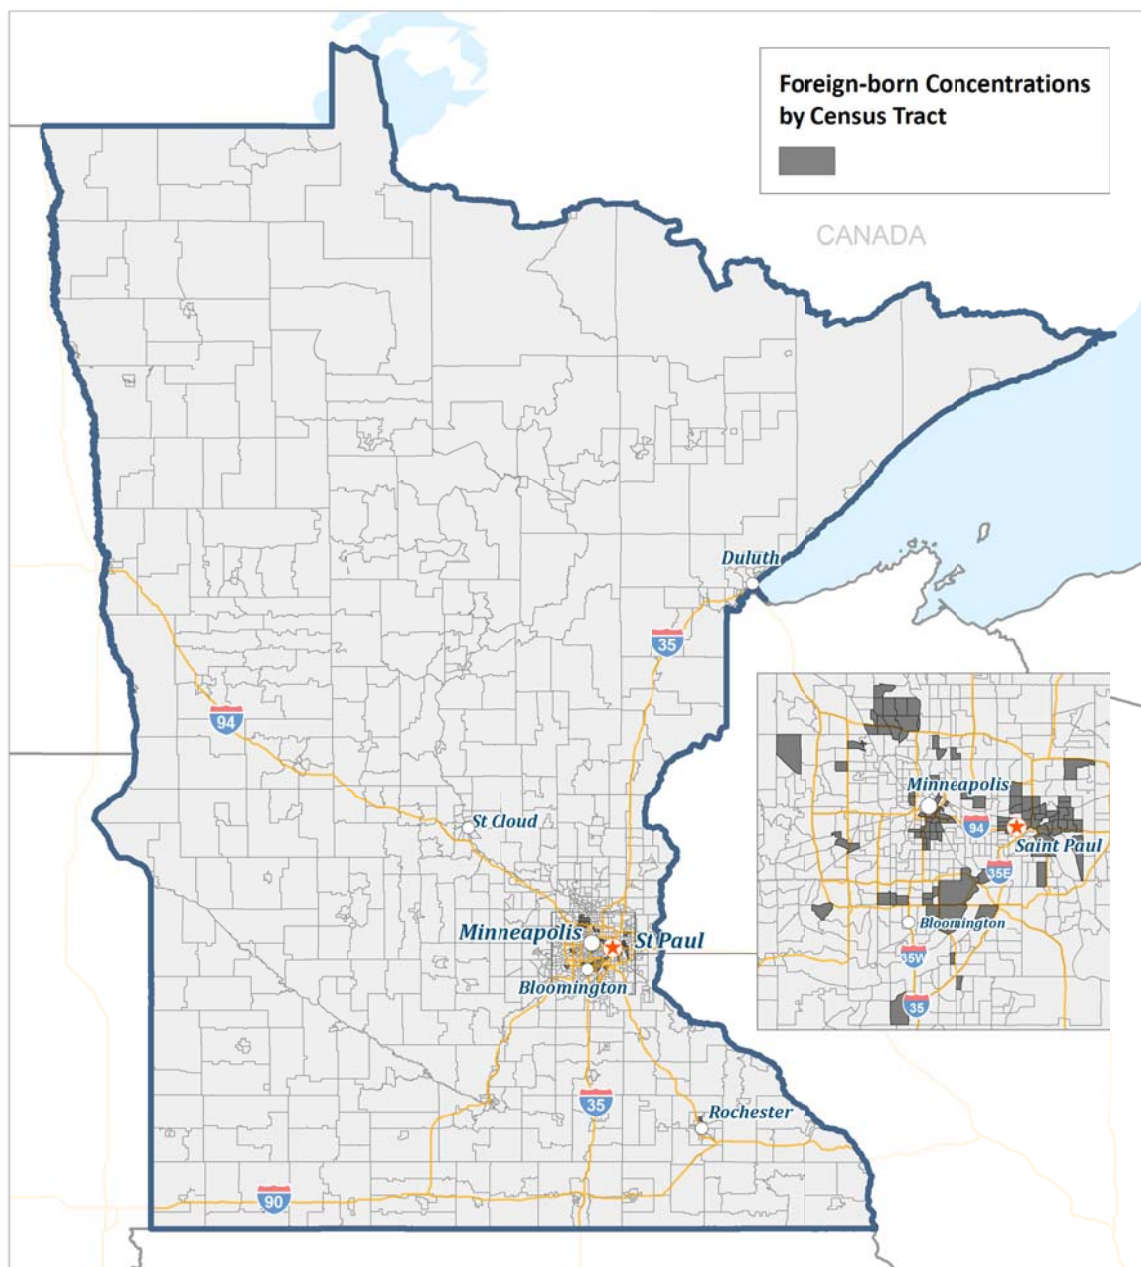 Foreign-born Concentrations
by Census Tract
CANADA
Duluth
35
94
St Cloud
Minneapolis
St Paul
Bloomington
Minneapolis
94
Saint Paul
35E
Bloomington
35W
35
35
Rochester
90